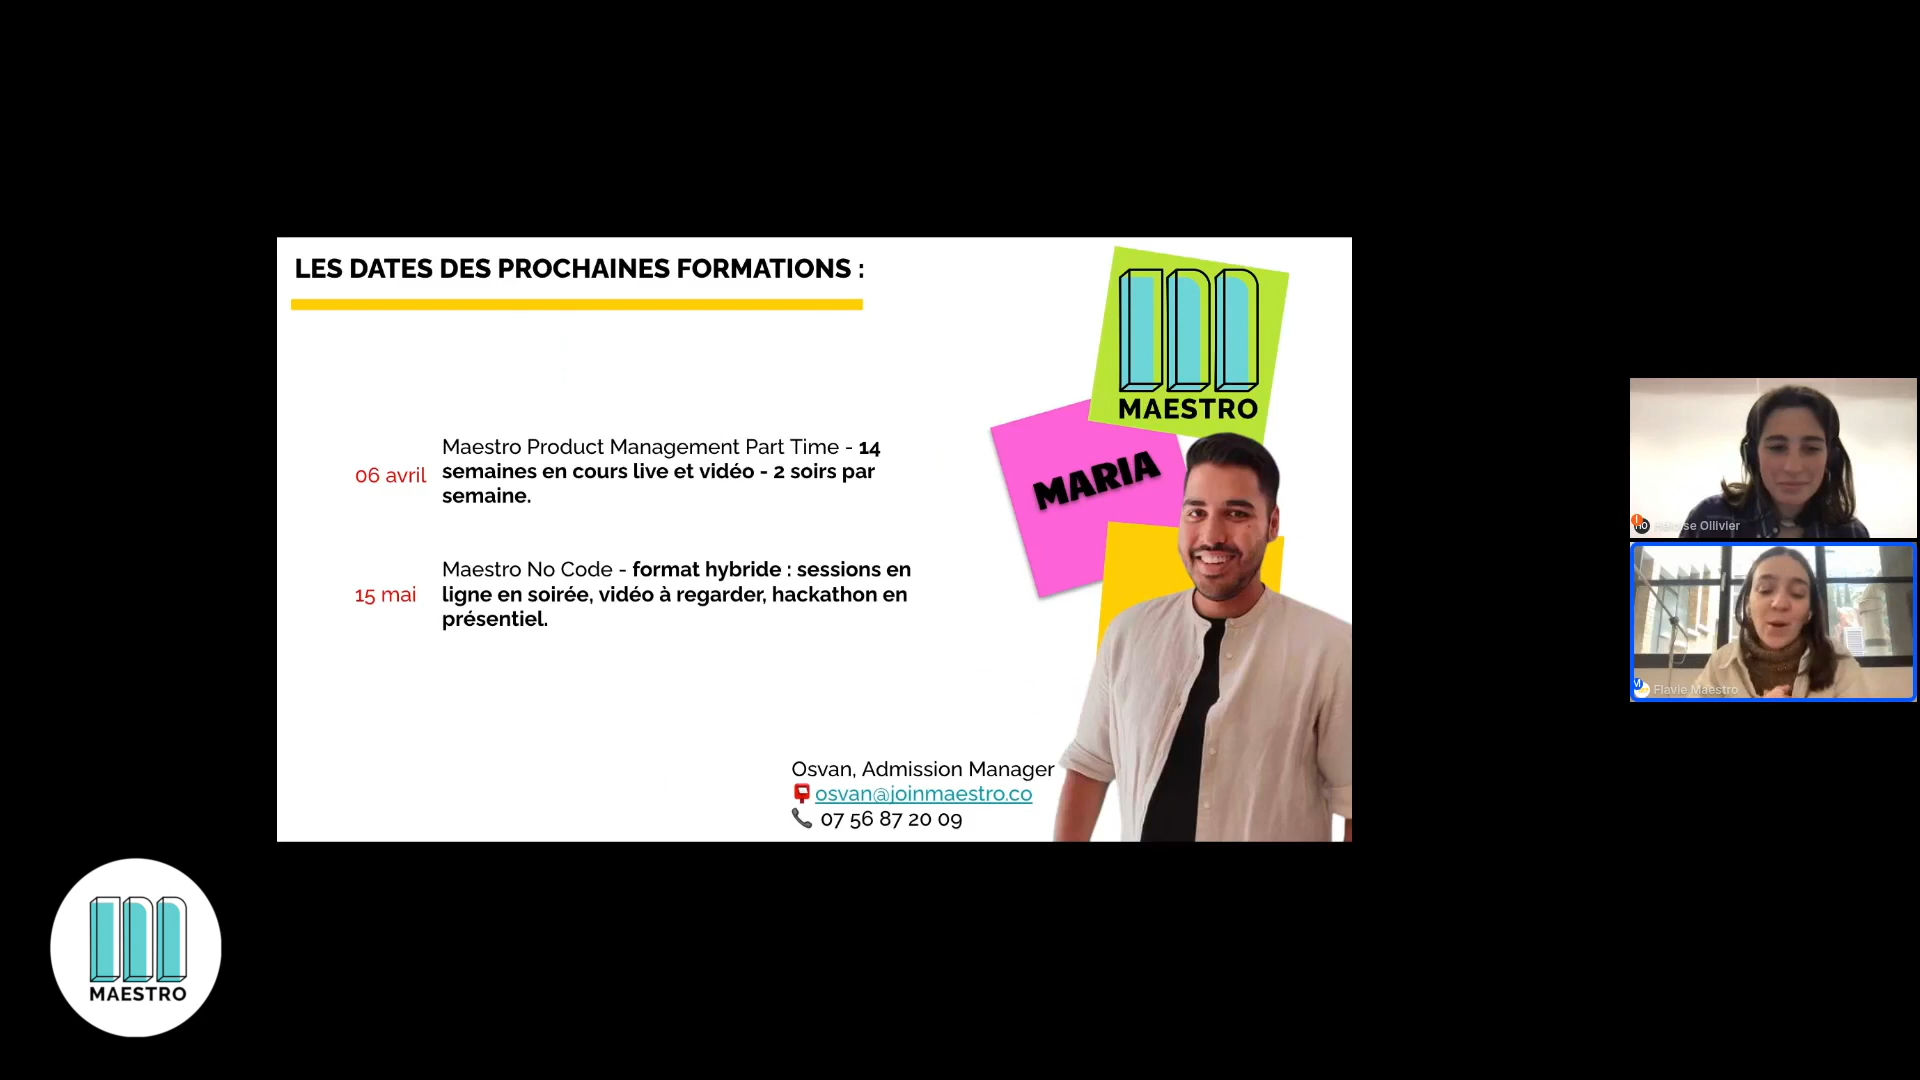 LES DATES DES PROCHAINES FORMATIONS :
MAESTRO
MARIA
06 avril
Maestro Product Management Part Time - 14
semaines en cours live et vidéo - 2 soirs par
semaine.
15 mai
Maestro No Code - format hybride : sessions en
ligne en soirée, vidéo à regarder, hackathon en
présentiel.
Osvan, Admission Manager
osvan@joinmaestro.co
07 56 87 20 09
Ollivier
Flavie Maestro
MAESTRO